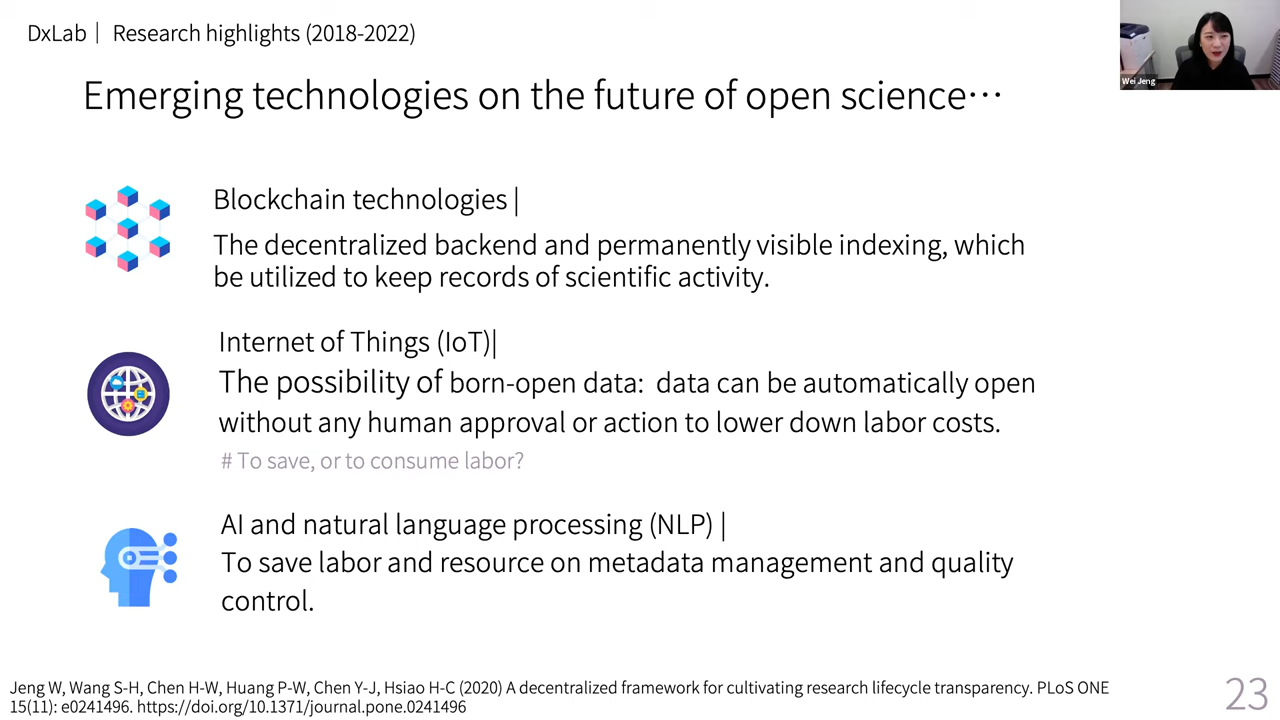 DxLab｜ Research highlights (2018-2022)
Wei Jeng
Emerging technologies on the future of open science⋯
Blockchain technologies |
The decentralized backend and permanently visible indexing, which
be utilized to keep records of scientific activity.
Internet of Things (IoT)|
The possibility of born-open data: data can be automatically open
without any human approval or action to lower down labor costs.
# To save, or to consume labor?
AI and natural language processing (NLP) |
To save labor and resource on metadata management and quality
control.
Jeng W, Wang S-H, Chen H-W, Huang P-W, Chen Y-J, Hsiao H-C (2020) A decentralized framework for cultivating research lifecycle transparency. PLoS ONE
15(11): e0241496. https://doi.org/10.1371/journal.pone.0241496
23